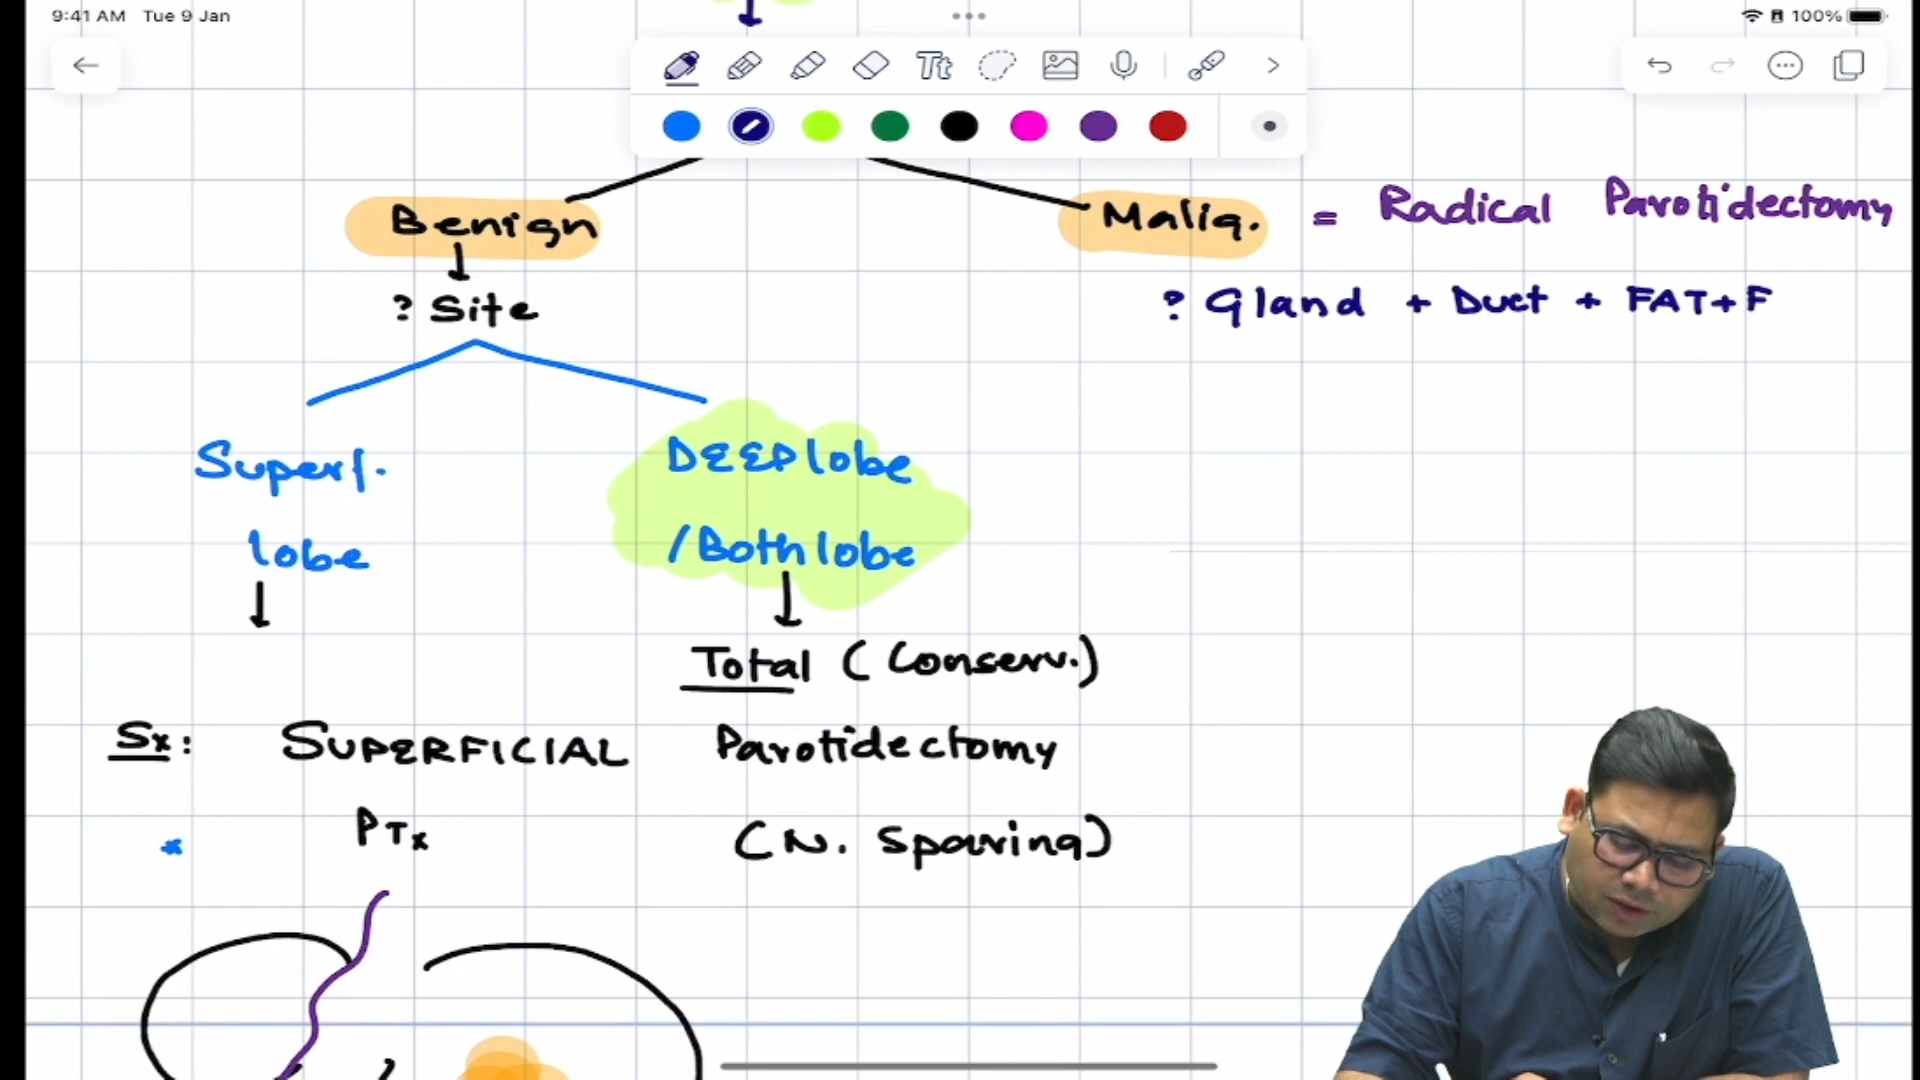 9:41 AM Tue 9 Jan
100%
Tt
Benign
Malig. = Radical Parotidectomy
? Site
? Gland + Duct + FAT+F
Superf.
lobe
DEEP lobe
/Both lobe
Total (Conserv.)
Sx: SUPERFICIAL
Parotidectomy
* PTx
(N. Sparing)